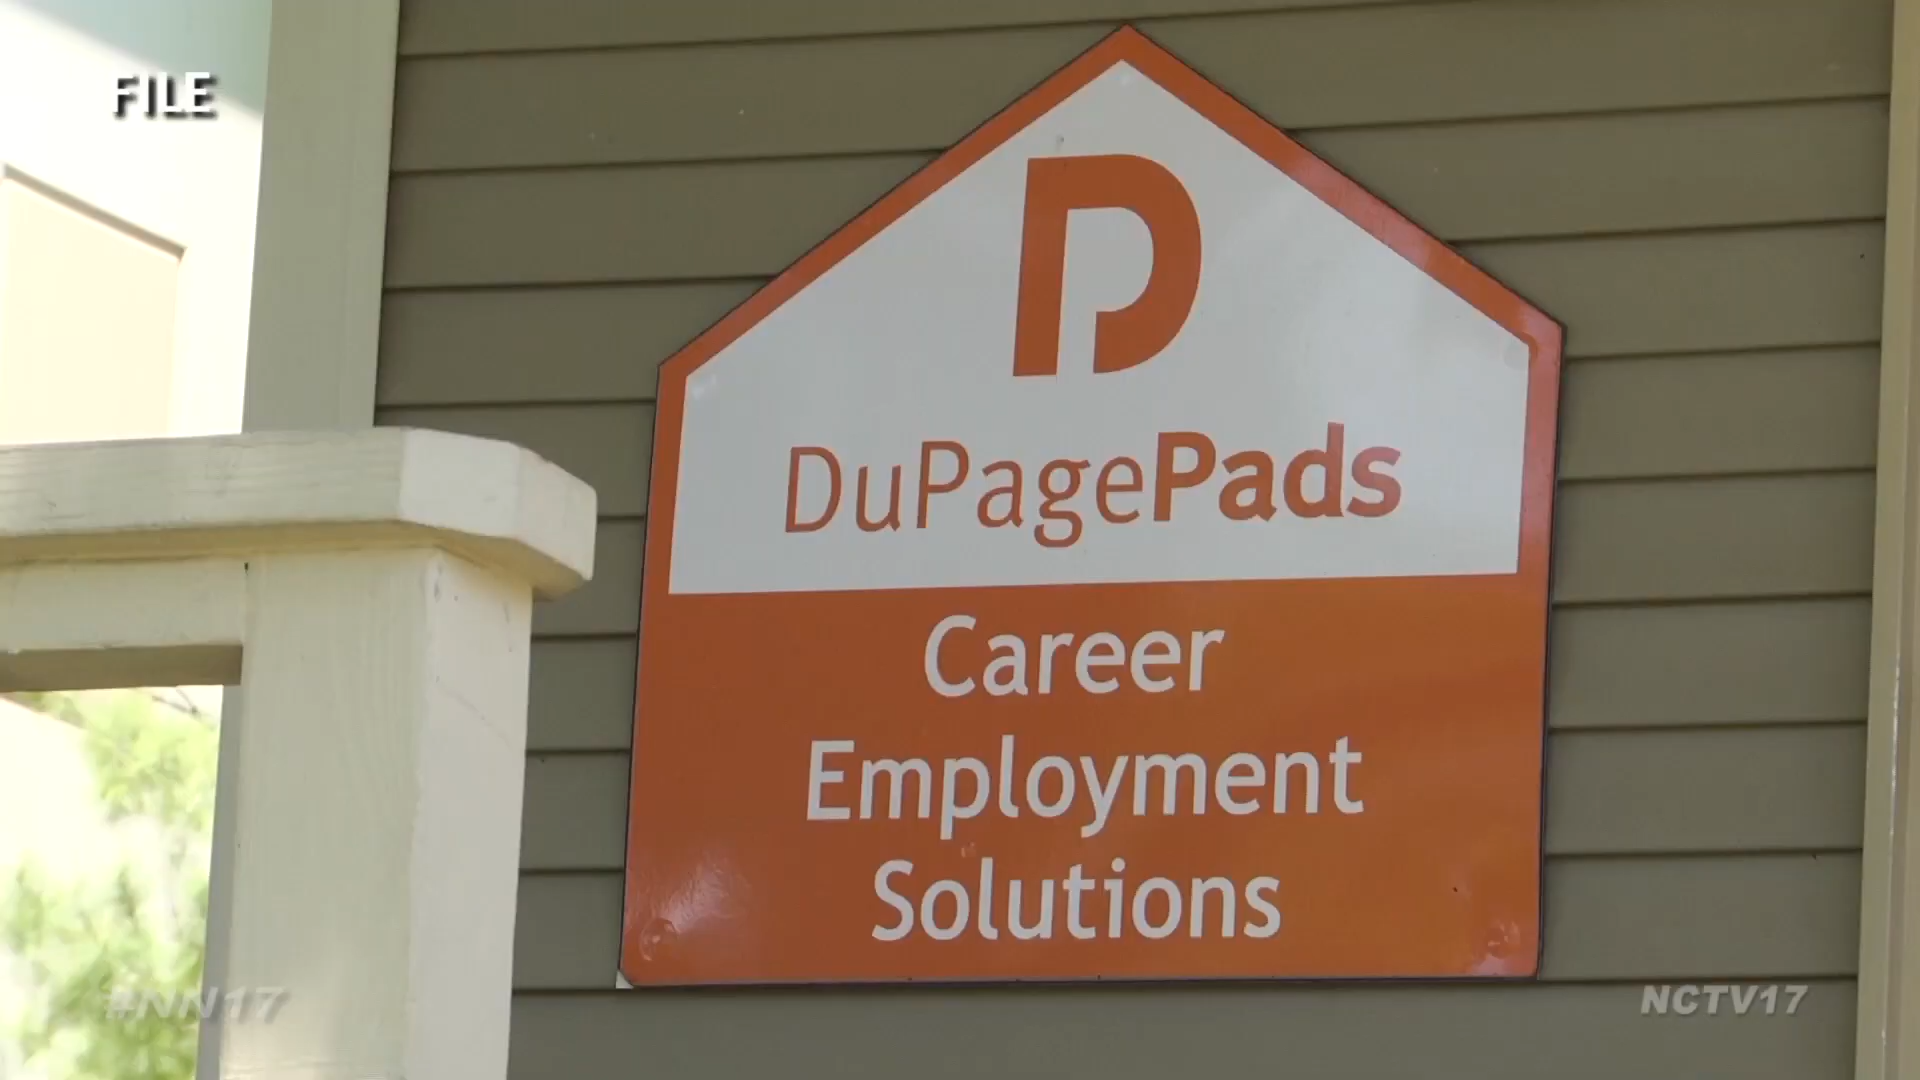 FILE
D
DuPagePads
Career
Employment
Solutions
#NN17
NCTV17